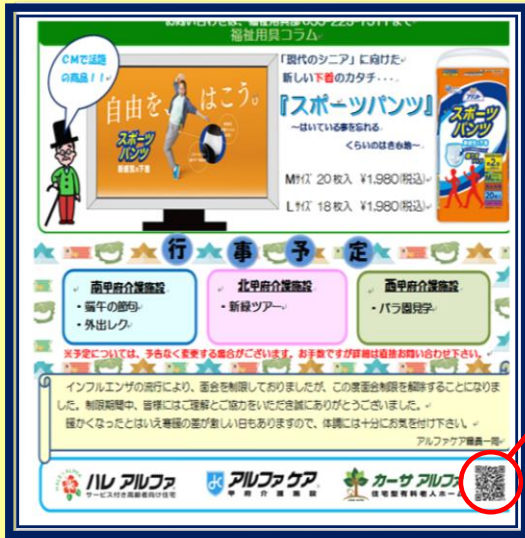 福祉用具コラム
CMで話題
の商品!!
自由を、はこう。
スポーツ
パンツ
「現代のシニア」に向けた
新しい下着のカタチ・・・
『スポーツパンツ』
～はいている事を忘れる
くらいのはき心地～
Mｻｲｽﾞ 20枚入 ¥1,980(税込)
Lｻｲｽﾞ 18枚入 ¥1,980(税込)
スポーツ
パンツ
行事予定
南甲府介護施設
・端午の節句
・外出レク
北甲府介護施設
・新緑ツアー
西甲府介護施設
・バラ園見学
※予定については、予告なく変更する場合がございます。お手数ですが詳細は直接お問い合わせ下さい。
インフルエンザの流行により、面会を制限しておりましたが、この度面会制限を解除することになりま
した。制限期間中、皆様にはご理解とご協力をいただき誠にありがとうございました。
暖かくなったとはいえ寒暖の差が激しい日もありますので、体調には十分にお気を付け下さい。
アルファケア職員一同
ハレ アルファ
サービス付き高齢者向け住宅
アルファケア
甲府介護施設
カーサ アルファ
住宅型有料老人ホーム